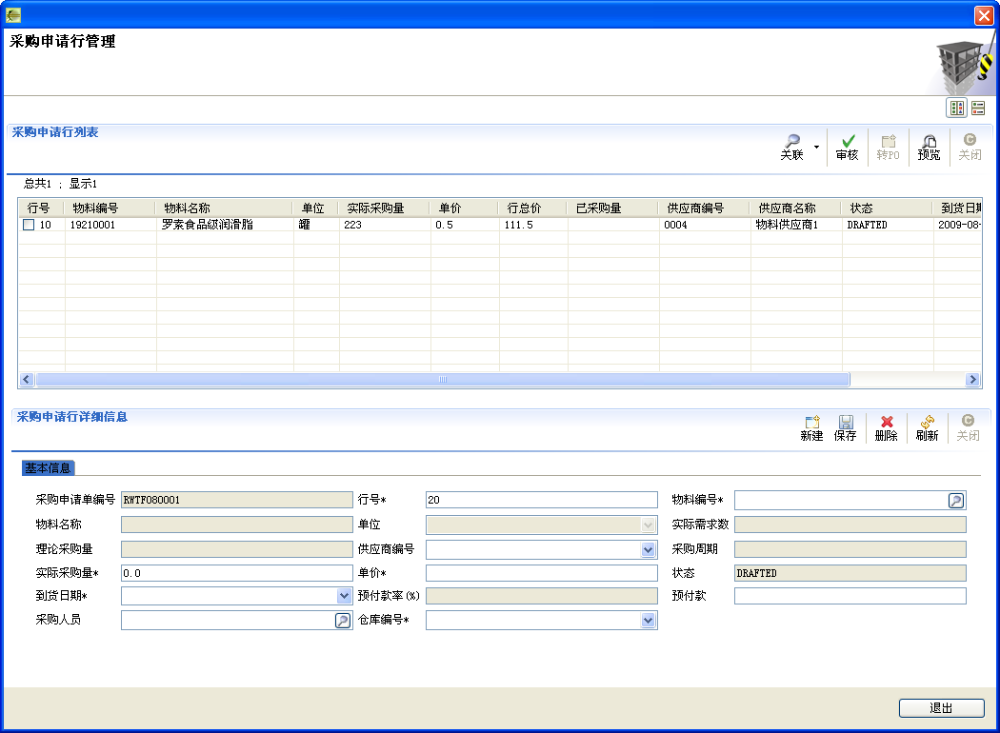 采购申请行管理
采购申请行列表
关联 审核 转PO 预览 关闭
总共1 ; 显示1
行号 物料编号 物料名称 单位 实际采购量 单价 行总价 已采购量 供应商编号 供应商名称 状态 到货日期
10 19210001 罗素食品级润滑脂 罐 223 0.5 111.5 0004 物料供应商1 DRAFTED 2009-08-
采购申请行详细信息
新建 保存 删除 刷新 关闭
基本信息
采购申请单编号 RWTF080001 行号* 20 物料编号*
物料名称 单位 实际需求数
理论采购量 供应商编号 采购周期
实际采购量* 0.0 单价* 状态 DRAFTED
到货日期* 预付款率(%) 预付款
采购人员 仓库编号*
退出